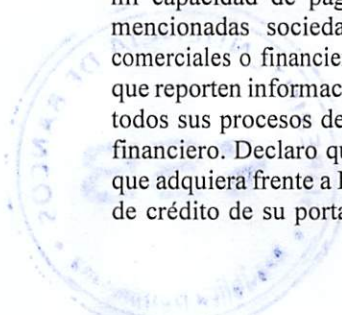 mi capacidad de pag
mencionadas socieda
comerciales o financie
que reporten informac
todos sus procesos de
financiero. Declaro qu
que adquiera frente a
de crédito de su porta